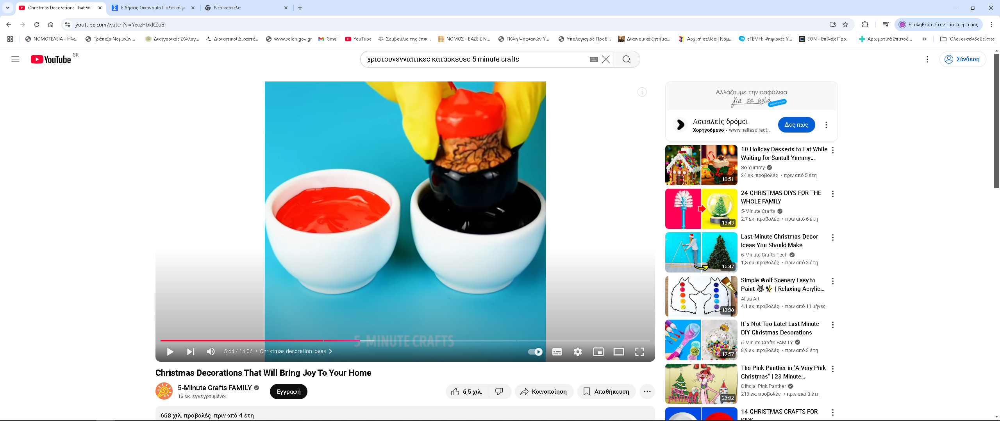 Christmas Decorations That Will
Ειδήσεις Οικονομία Πολιτική γι
Νέα καρτέλα
youtube.com/watch?v=YxezHbkKZu8
Επαληθεύστε την ταυτότητά σας
ΝΟΜΟΤΕΛΕΙΑ - Ηλε...
Τράπεζα Νομικών...
Δικηγορικός Σύλλογ...
Διοικητικοί Δικαστέ...
www.solon.gov.gr
Gmail
YouTube
Συμβούλιο της Επικ...
ΝΟΜΟΣ - ΒΑΣΕΙΣ Ν...
Πύλη Ψηφιακών Υ...
Υπολογισμός Προθ...
Δικονομικά ζητήμα...
Αρχική σελίδα | Νόμ...
eΓΕΜΗ: Ψηφιακές Υ...
ΕΟΝ - Επίλεξε Προ...
Αρωματικά Σπιτιού...
Όλοι οι σελιδοδείκτες
YouTube GR
χριστουγεννιατικεσ κατασκευεσ 5 minute crafts
Σύνδεση
5-MINUTE CRAFTS
5:44 / 14:06 • Christmas decoration ideas
Christmas Decorations That Will Bring Joy To Your Home
5-Minute Crafts FAMILY
16 εκ. εγγεγραμμένοι
Εγγραφή
6,5 χιλ.
Κοινοποίηση
Αποθήκευση
668 χιλ. προβολές πριν από 4 έτη
Αλλάζουμε την ασφάλεια
για τα καλά
Ασφαλείς δρόμοι
Χορηγούμενο · www.hellasdirect...
Δες πώς
10 Holiday Desserts to Eat While
Waiting for Santa!! Yummy...
So Yummy
24 εκ. προβολές • πριν από 5 έτη
10:51
24 CHRISTMAS DIYS FOR THE
WHOLE FAMILY
5-Minute Crafts
2,7 εκ. προβολές • πριν από 6 έτη
13:43
Last-Minute Christmas Decor
Ideas You Should Make
5-Minute Crafts Tech
1,8 εκ. προβολές • πριν από 2 έτη
16:47
Simple Wolf Scenery Easy to
Paint 🐺 ✨ | Relaxing Acrylic...
Alisa Art
4,1 εκ. προβολές • πριν από 11 μήνες
13:30
It`s Not Too Late! Last Minute
DIY Christmas Decorations
5-Minute Crafts FAMILY
8,9 εκ. προβολές • πριν από 3 έτη
17:57
The Pink Panther in "A Very Pink
Christmas" | 23 Minute...
Official Pink Panther
210 εκ. προβολές • πριν από 8 έτη
PINK
PANTHER
23:02
14 CHRISTMAS CRAFTS FOR
KIDS